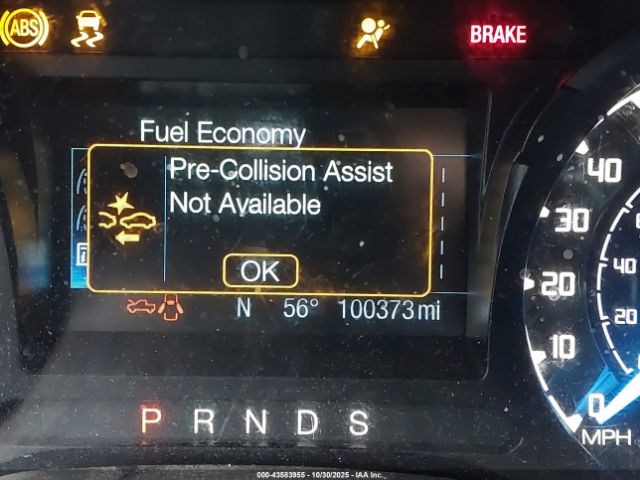 ABS
BRAKE
Fuel Economy
Pre-Collision Assist
Not Available
OK
N 56° 100373 mi
P R N D S
40
30
20
10
0
MPH
40
20
000-43583955 - 10/30/2025 - IAA Inc.